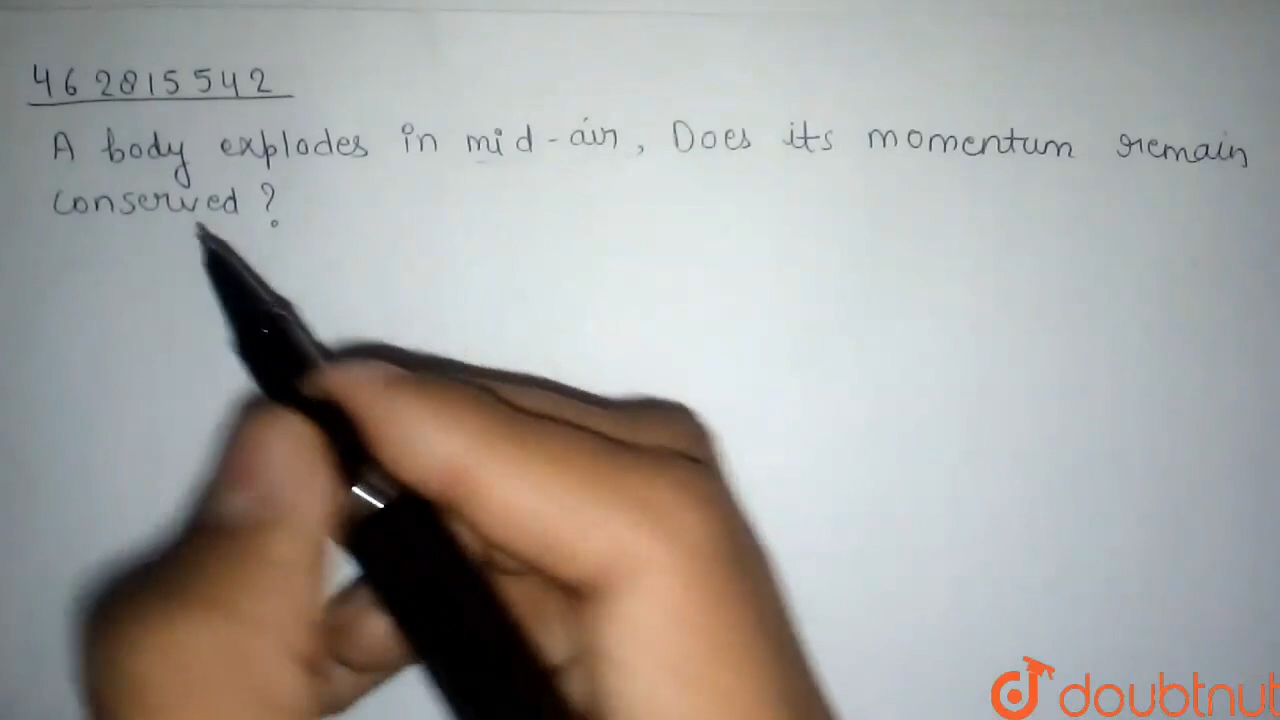 462815542
A body explodes in mid-air, Does its momentum remain
conserved ?
doubtnut